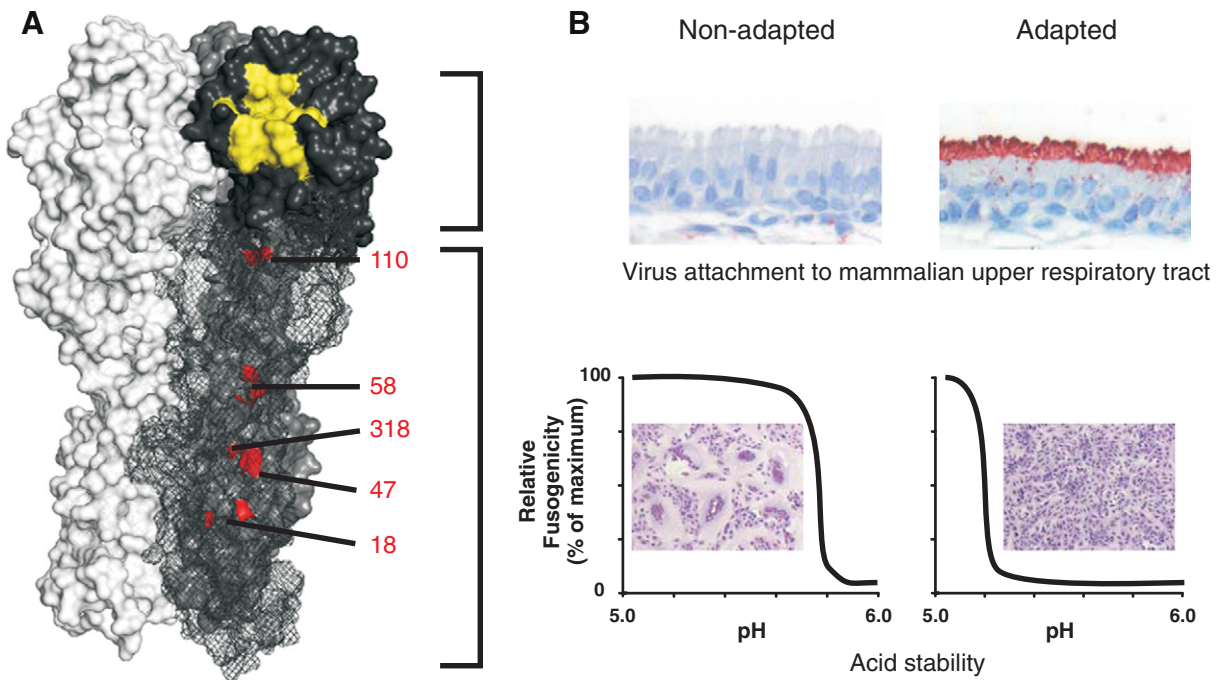 A
110
58
318
47
18
B
Non-adapted
Adapted
Virus attachment to mammalian upper respiratory tract
Relative
Fusogenicity
(% of maximum)
100
0
5.0
6.0
pH
5.0
6.0
pH
Acid stability